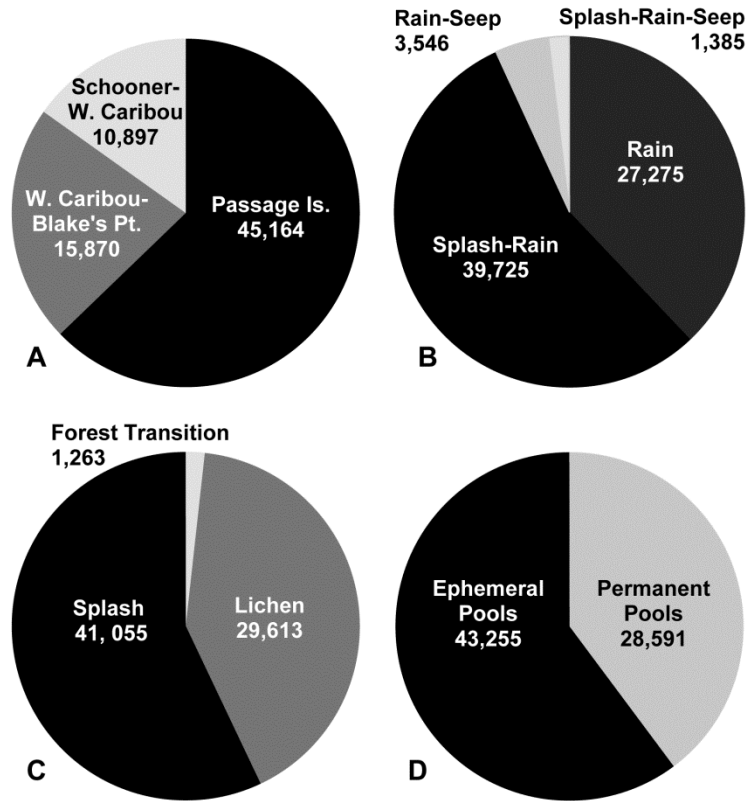 Schooner-
W. Caribou
10,897
W. Caribou-
Blake's Pt.
15,870
Passage Is.
45,164
A
Rain-Seep
3,546
Splash-Rain-Seep
1,385
Rain
27,275
Splash-Rain
39,725
B
Forest Transition
1,263
Splash
41, 055
Lichen
29,613
C
Ephemeral
Pools
43,255
Permanent
Pools
28,591
D